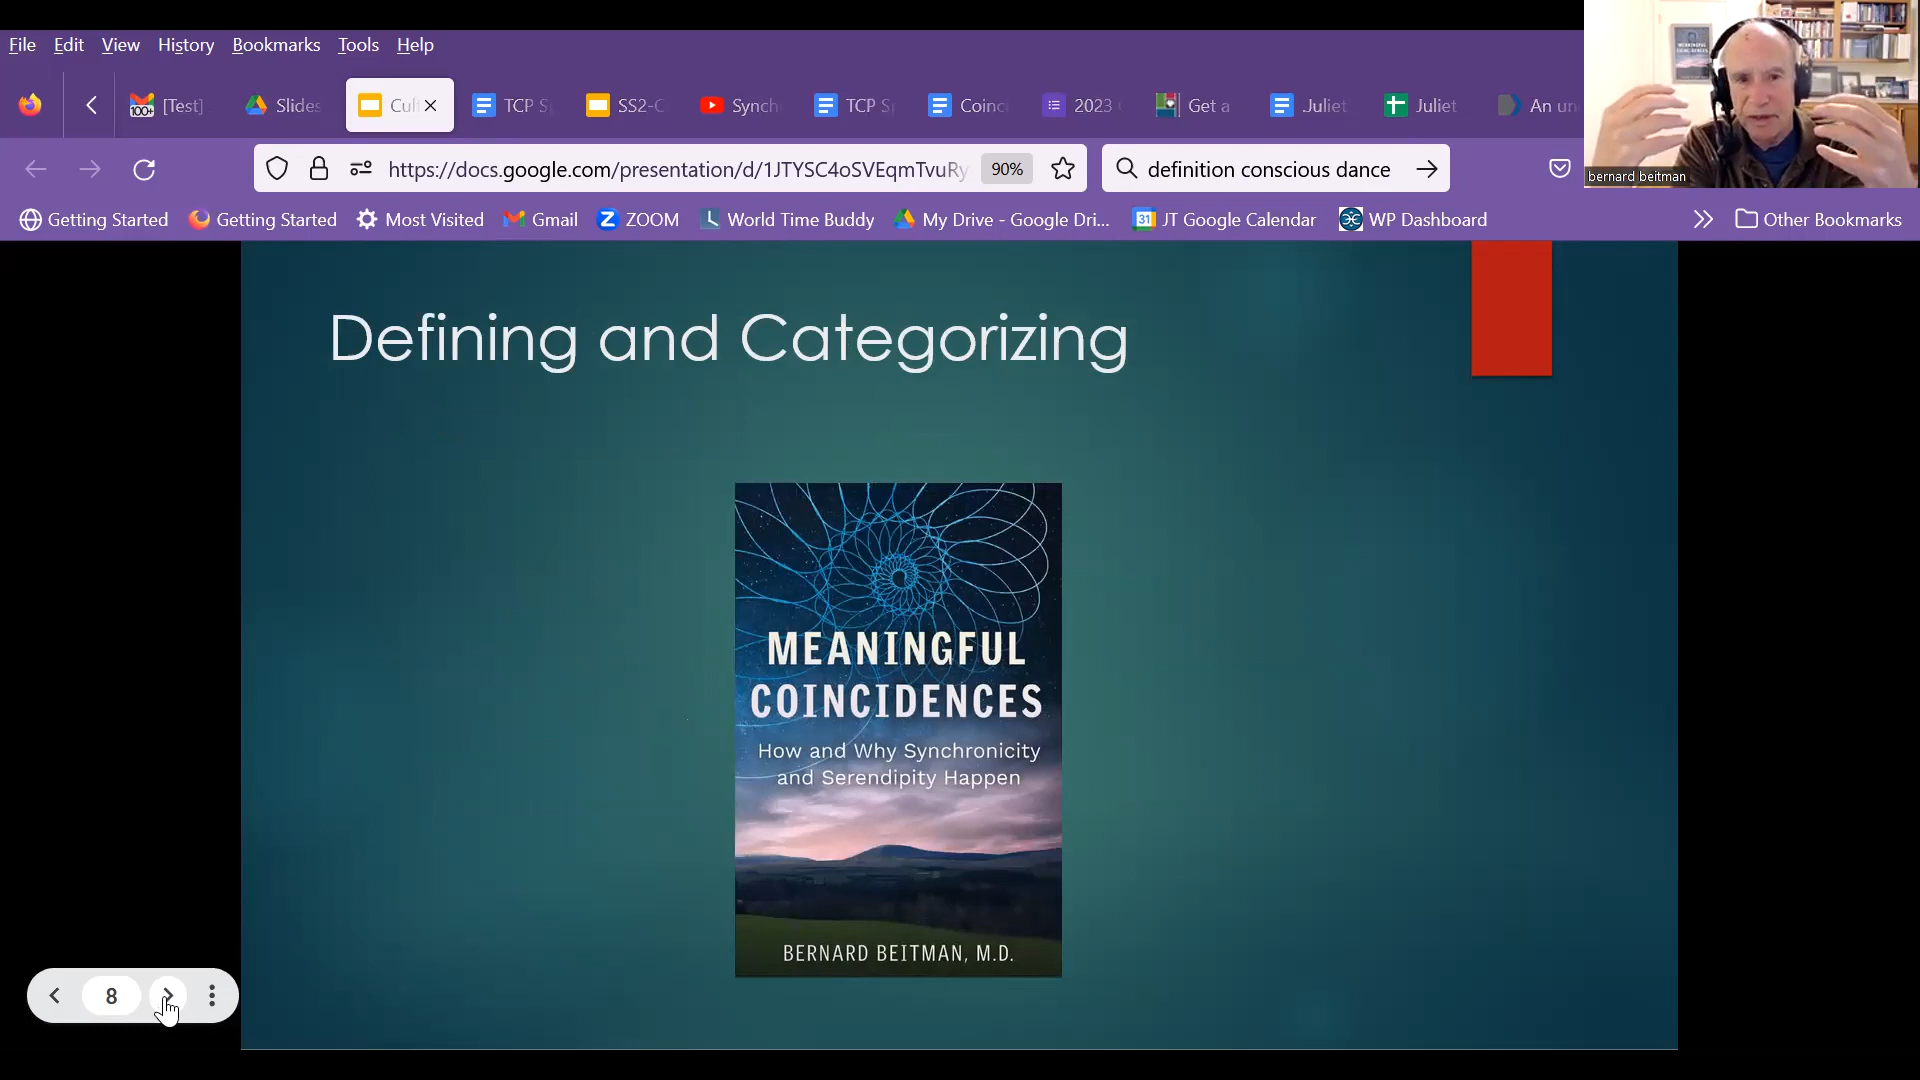 File Edit View History Bookmarks Tools Help
[Test] Slides Cul TCP S SS2-C Synch TCP S Coinc 2023 Get a Juliet Juliet An un
https://docs.google.com/presentation/d/1JTYSC4oSVEqmTvuRy 90% definition conscious dance
bernard beitman
Getting Started Getting Started Most Visited Gmail ZOOM World Time Buddy My Drive - Google Dri... JT Google Calendar WP Dashboard Other Bookmarks
Defining and Categorizing
MEANINGFUL
COINCIDENCES
How and Why Synchronicity
and Serendipity Happen
BERNARD BEITMAN, M.D.
8